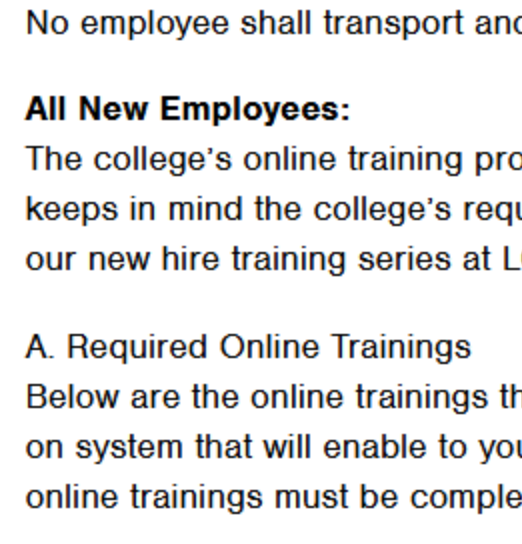 No employee shall transport and
All New Employees:
The college's online training pro
keeps in mind the college's requ
our new hire training series at L
A. Required Online Trainings
Below are the online trainings th
on system that will enable to you
online trainings must be comple